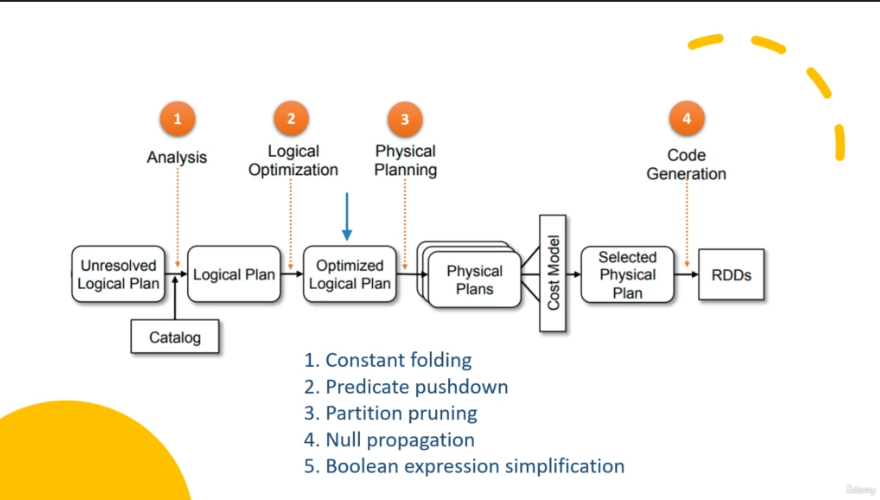 1
2
3
4
Analysis
Logical
Optimization
Physical
Planning
Code
Generation
Unresolved
Logical Plan
Logical Plan
Optimized
Logical Plan
Physical
Plans
Cost Model
Selected
Physical
Plan
RDDs
Catalog
1. Constant folding
2. Predicate pushdown
3. Partition pruning
4. Null propagation
5. Boolean expression simplification
Udemy